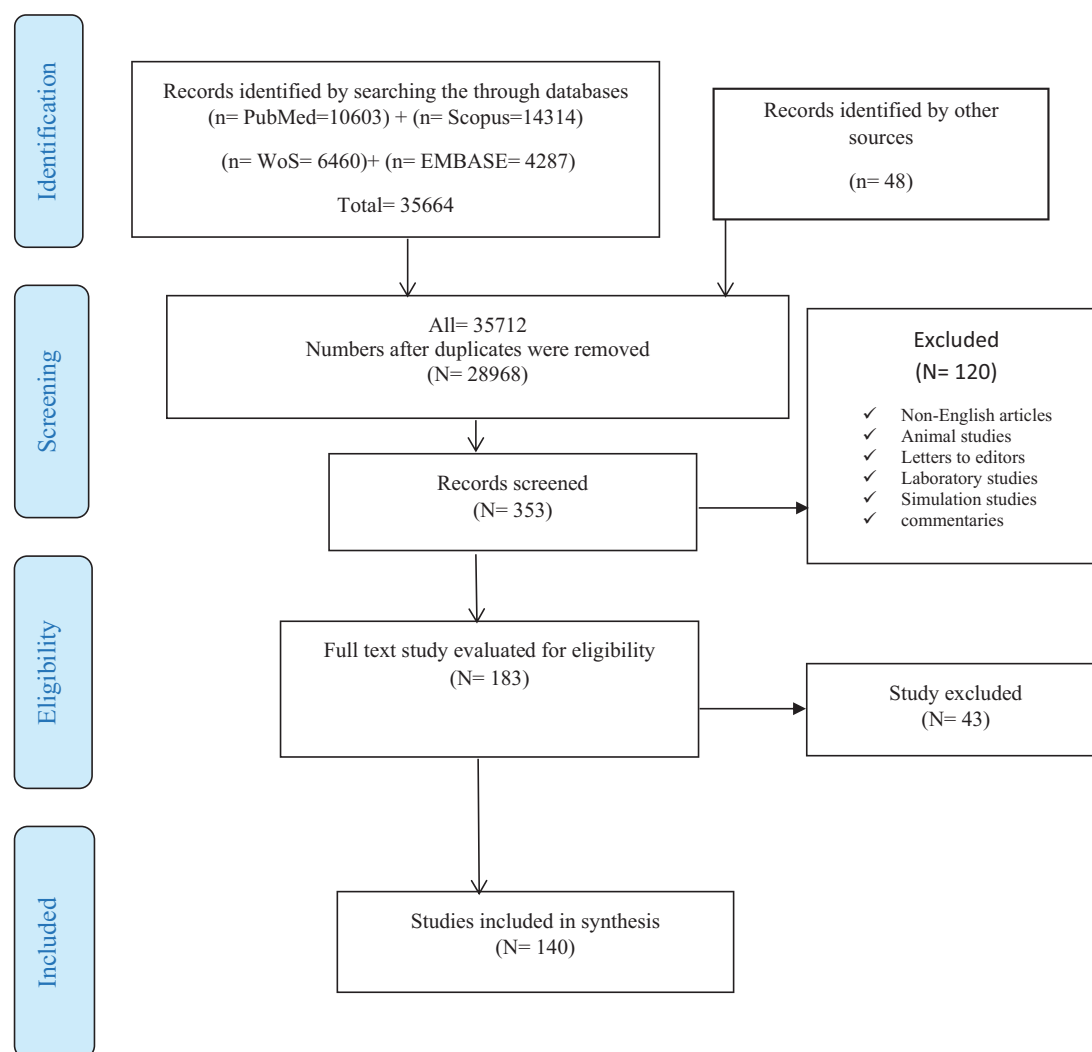 Identification
Records identified by searching the through databases
(n= PubMed=10603) + (n= Scopus=14314)
(n= WoS= 6460)+ (n= EMBASE= 4287)
Total= 35664
Records identified by other
sources
(n= 48)
Screening
All= 35712
Numbers after duplicates were removed
(N= 28968)
Records screened
(N= 353)
Excluded
(N= 120)
✓ Non-English articles
✓ Animal studies
✓ Letters to editors
✓ Laboratory studies
✓ Simulation studies
✓ commentaries
Eligibility
Full text study evaluated for eligibility
(N= 183)
Study excluded
(N= 43)
Included
Studies included in synthesis
(N= 140)